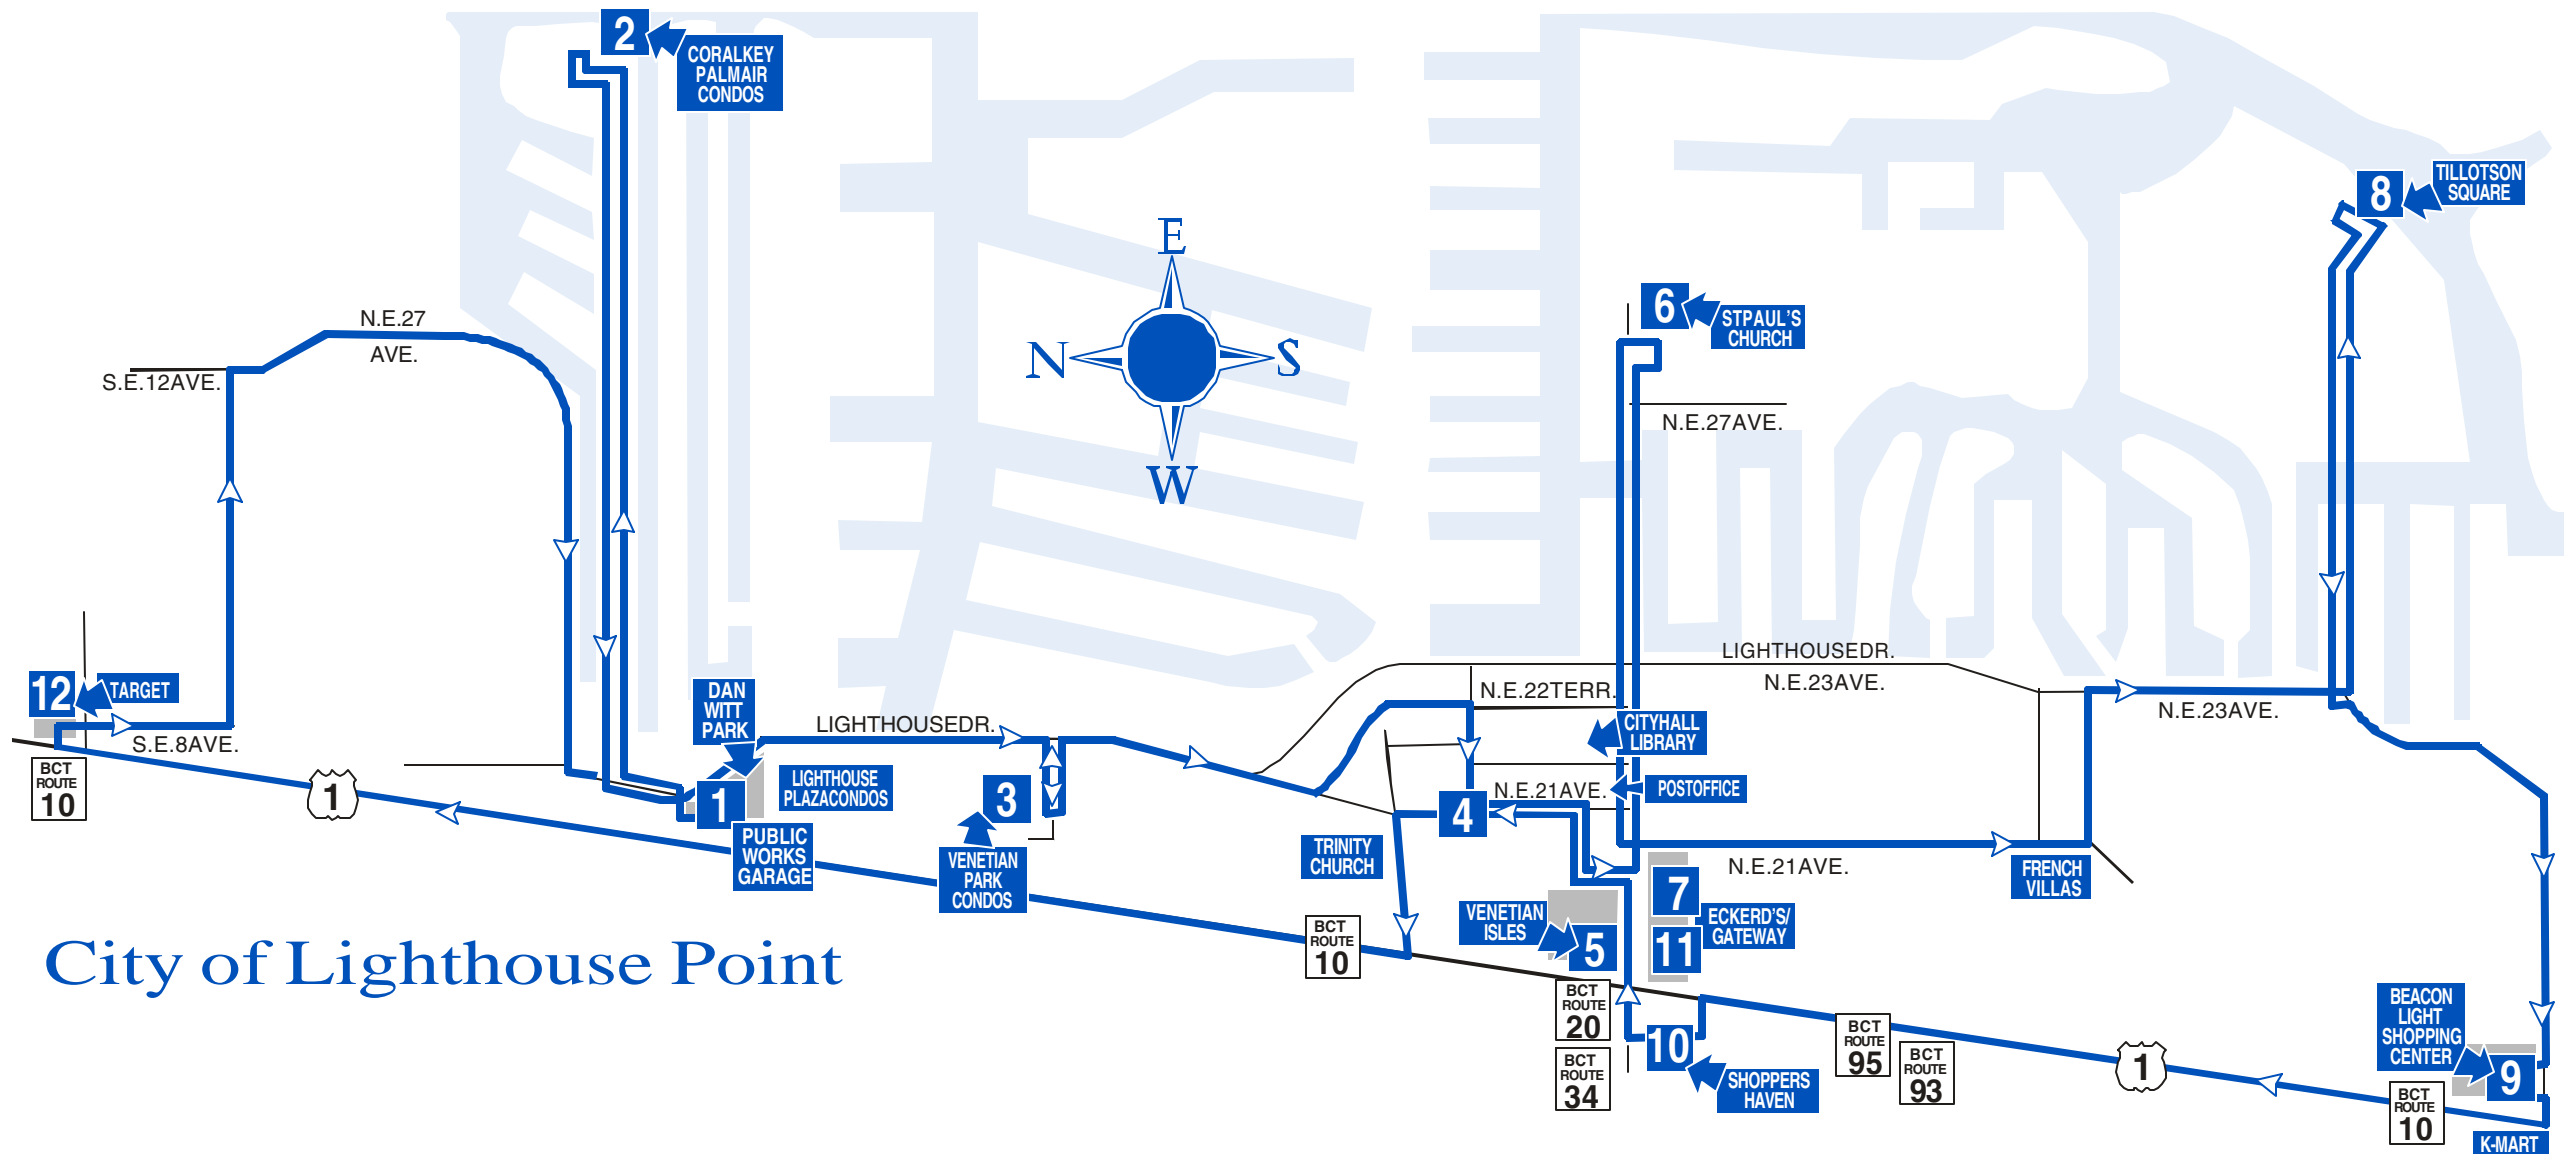 2
CORALKEY
PALMAIR
CONDOS
TILLOTSON
SQUARE
8
E
N
S
W
6
STPAUL'S
CHURCH
N.E.27
AVE.
S.E.12AVE.
N.E.27AVE.
LIGHTHOUSEDR.
N.E.23AVE.
12
TARGET
S.E.8AVE.
DAN
WITT
PARK
LIGHTHOUSEDR.
N.E.22TERR.
CITYHALL
LIBRARY
N.E.23AVE.
BCT
ROUTE
10
1
1
LIGHTHOUSE
PLAZACONDOS
3
N.E.21AVE.
POSTOFFICE
4
PUBLIC
WORKS
GARAGE
VENETIAN
PARK
CONDOS
TRINITY
CHURCH
N.E.21AVE.
FRENCH
VILLAS
7
VENETIAN
ISLES
5
11
ECKERD'S/
GATEWAY
City of Lighthouse Point
BCT
ROUTE
10
BCT
ROUTE
20
BCT
ROUTE
34
10
SHOPPERS
HAVEN
BCT
ROUTE
95
BCT
ROUTE
93
1
BEACON
LIGHT
SHOPPING
CENTER
9
BCT
ROUTE
10
K-MART